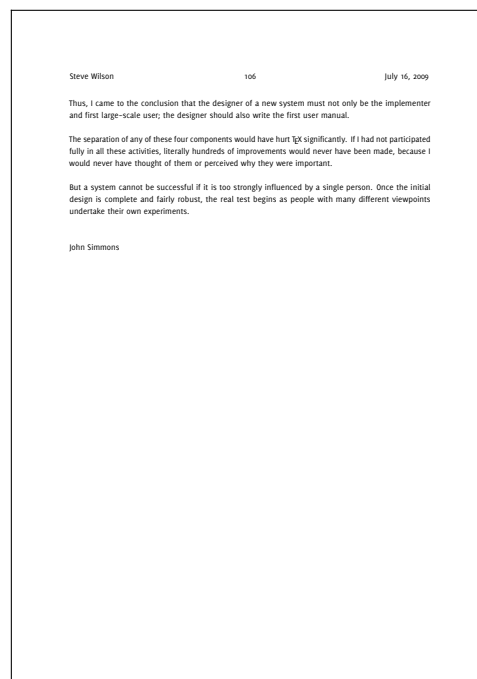 Steve Wilson 106 July 16, 2009
Thus, I came to the conclusion that the designer of a new system must not only be the implementer
and first large-scale user; the designer should also write the first user manual.
The separation of any of these four components would have hurt TEX significantly. If I had not participated
fully in all these activities, literally hundreds of improvements would never have been made, because I
would never have thought of them or perceived why they were important.
But a system cannot be successful if it is too strongly influenced by a single person. Once the initial
design is complete and fairly robust, the real test begins as people with many different viewpoints
undertake their own experiments.
John Simmons